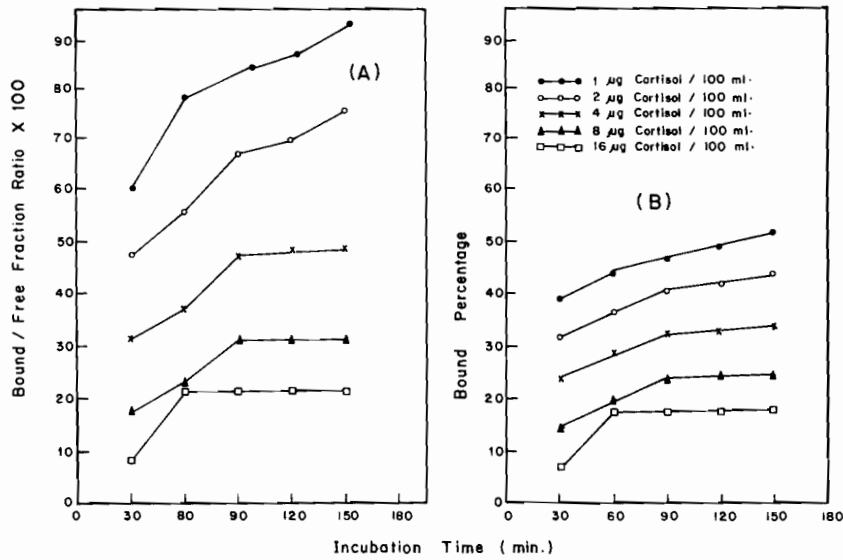 Bound / Free Fraction Ratio X 100
90
80
70
60
50
40
30
20
10
0
(A)
0 30 80 90 120 150 180
Bound Percentage
90
80
70
60
50
40
30
20
10
0
1 µg Cortisol / 100 ml.
2 µg Cortisol / 100 ml.
4 µg Cortisol / 100 ml.
8 µg Cortisol / 100 ml.
16 µg Cortisol / 100 ml.
(B)
0 30 60 90 120 150 180
Incubation Time ( min.)